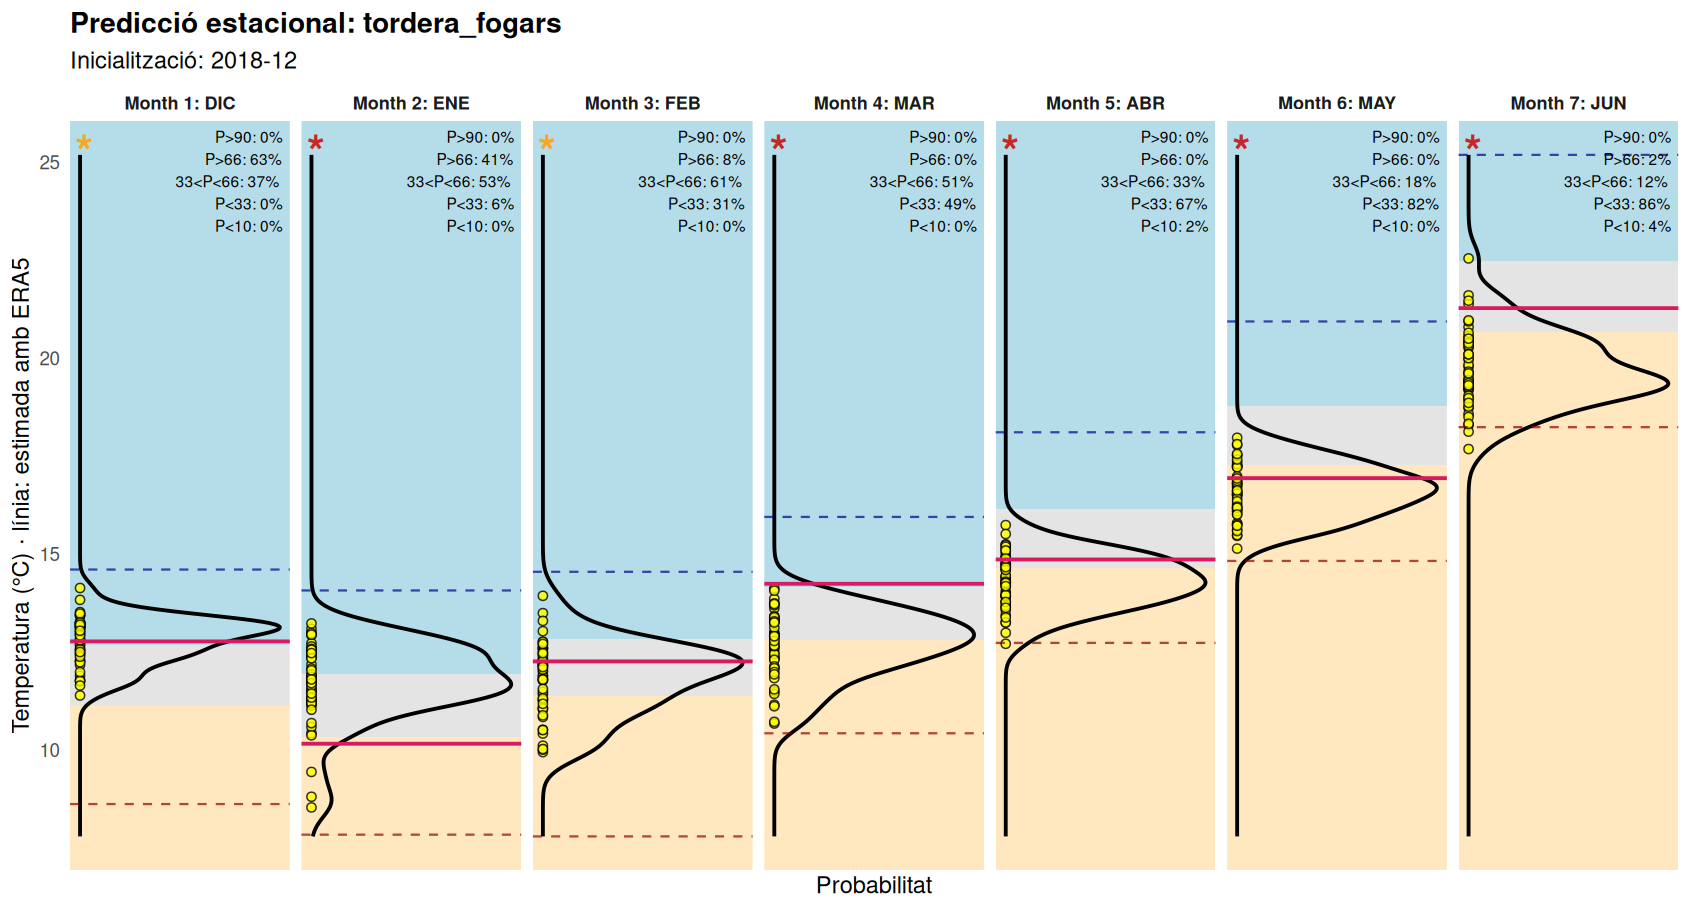 Predicció estacional: tordera_fogars
Inicialització: 2018-12
Month 1: DIC
Month 2: ENE
Month 3: FEB
Month 4: MAR
Month 5: ABR
Month 6: MAY
Month 7: JUN
*
P>90: 0%
P>66: 63%
33<P<66: 37%
P<33: 0%
P<10: 0%
*
P>90: 0%
P>66: 41%
33<P<66: 53%
P<33: 6%
P<10: 0%
*
P>90: 0%
P>66: 8%
33<P<66: 61%
P<33: 31%
P<10: 0%
*
P>90: 0%
P>66: 0%
33<P<66: 51%
P<33: 49%
P<10: 0%
*
P>90: 0%
P>66: 0%
33<P<66: 33%
P<33: 67%
P<10: 2%
*
P>90: 0%
P>66: 0%
33<P<66: 18%
P<33: 82%
P<10: 0%
*
P>90: 0%
P>66: 2%
33<P<66: 12%
P<33: 86%
P<10: 4%
25
20
15
10
Temperatura (°C) · línia: estimada amb ERA5
Probabilitat